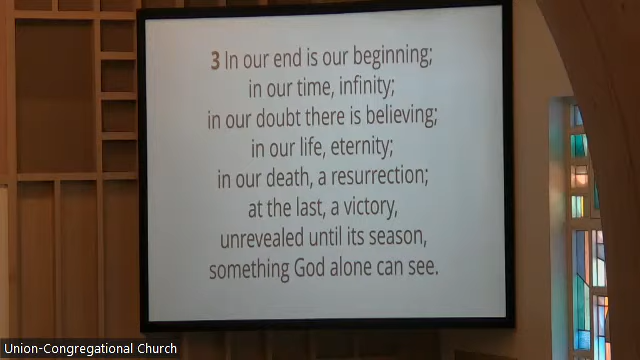 3 In our end is our beginning;
in our time, infinity;
in our doubt there is believing;
in our life, eternity;
in our death, a resurrection;
at the last, a victory,
unrevealed until its season,
something God alone can see.
Union-Congregational Church